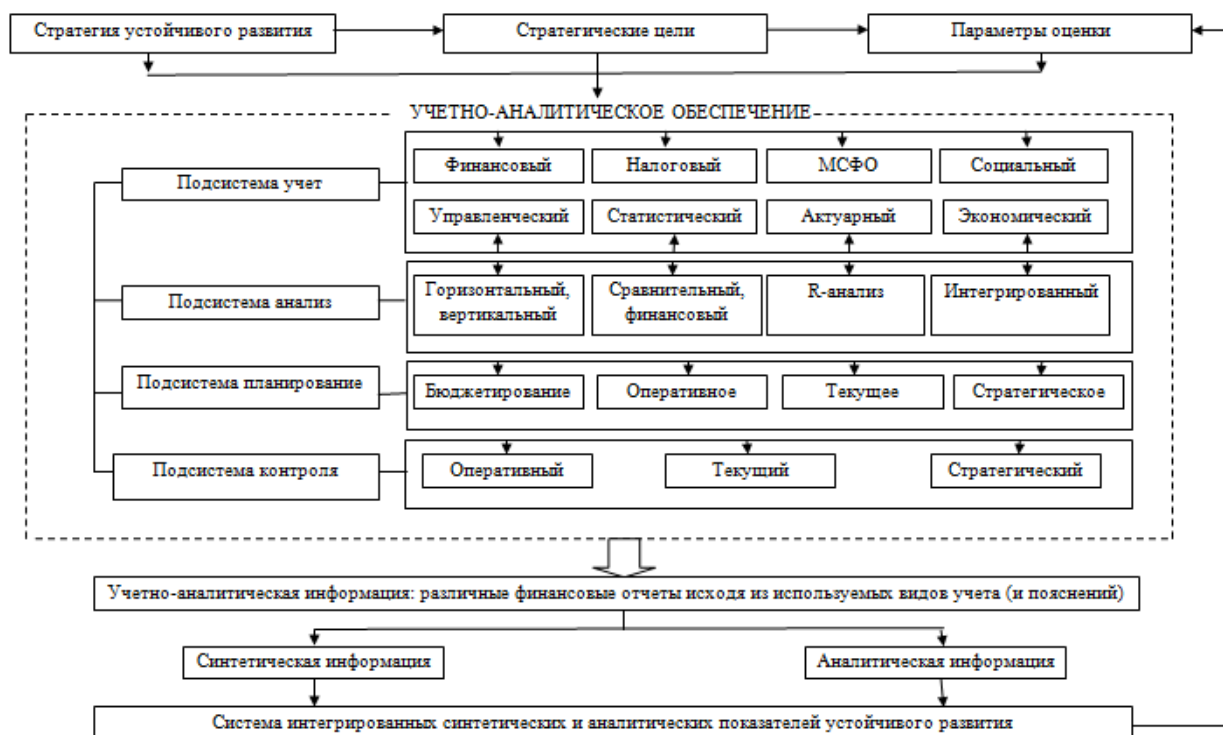 Стратегия устойчивого развития
Стратегические цели
Параметры оценки
УЧЕТНО-АНАЛИТИЧЕСКОЕ ОБЕСПЕЧЕНИЕ
Подсистема учет
Финансовый
Налоговый
МСФО
Социальный
Управленческий
Статистический
Актуарный
Экономический
Подсистема анализ
Горизонтальный,
вертикальный
Сравнительный,
финансовый
R-анализ
Интегрированный
Подсистема планирование
Бюджетирование
Оперативное
Текущее
Стратегическое
Подсистема контроля
Оперативный
Текущий
Стратегический
Учетно-аналитическая информация: различные финансовые отчеты исходя из используемых видов учета (и пояснений)
Синтетическая информация
Аналитическая информация
Система интегрированных синтетических и аналитических показателей устойчивого развития